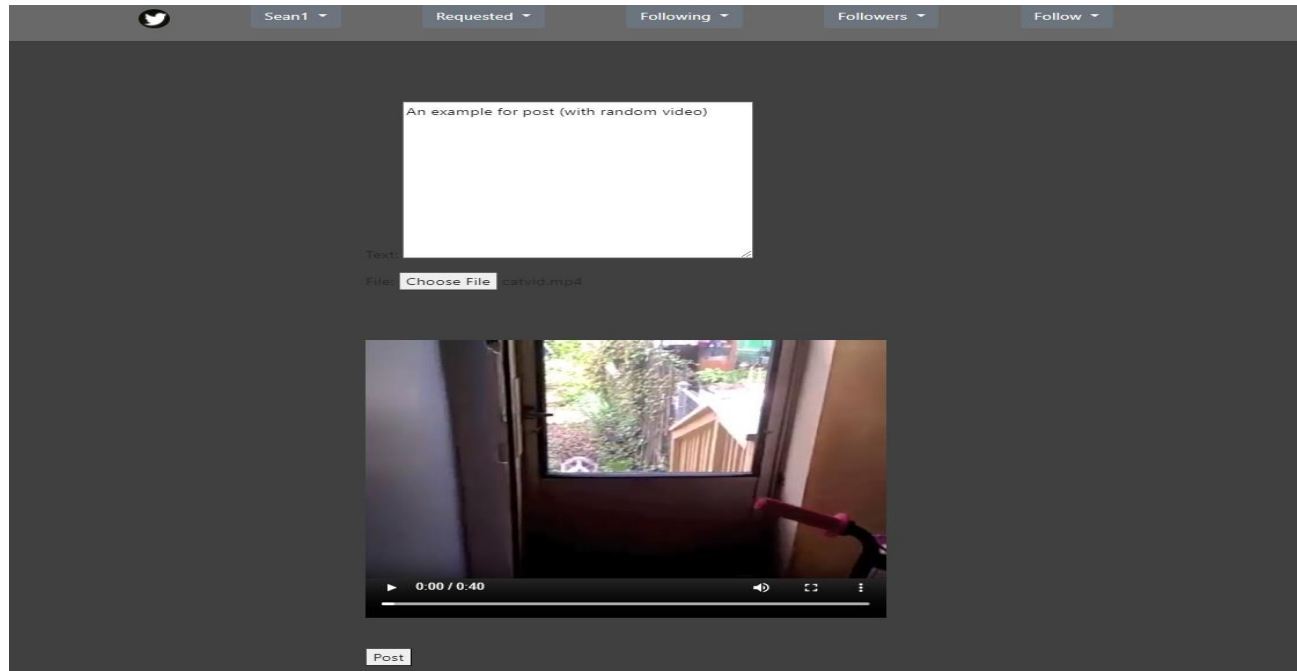 Sean1
Requested
Following
Followers
Follow
An example for post (with random video)
Text:
File: Choose File catvid.mp4
0:00 / 0:40
Post